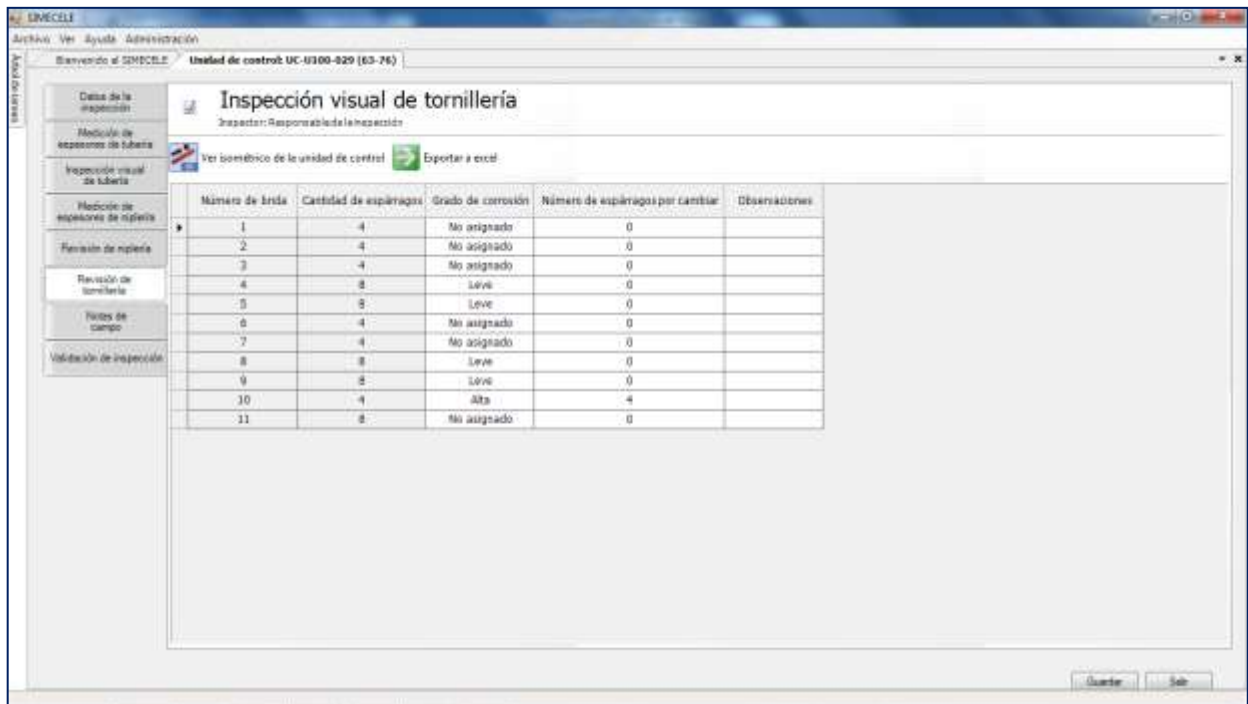 SIMECELE
Archivo Ver Ayuda Administración
Bienvenido al SIMECELE Unidad de control: UC-U100-029 (63-76)
Datos de la inspección
Medición de espesores de tubería
Inspección visual de tubería
Medición de espesores de niplería
Revisión de niplería
Revisión de tornillería
Notas de campo
Validación de inspección
Inspección visual de tornillería
Inspector: Responsable de la inspección
Ver isométrico de la unidad de control Exportar a excel
Número de brida Cantidad de espárragos Grado de corrosión Número de espárragos por cambiar Observaciones
1 4 No asignado 0
2 4 No asignado 0
3 4 No asignado 0
4 8 Leve 0
5 8 Leve 0
6 4 No asignado 0
7 4 No asignado 0
8 8 Leve 0
9 8 Leve 0
10 4 Alta 4
11 8 No asignado 0
Guardar Salir